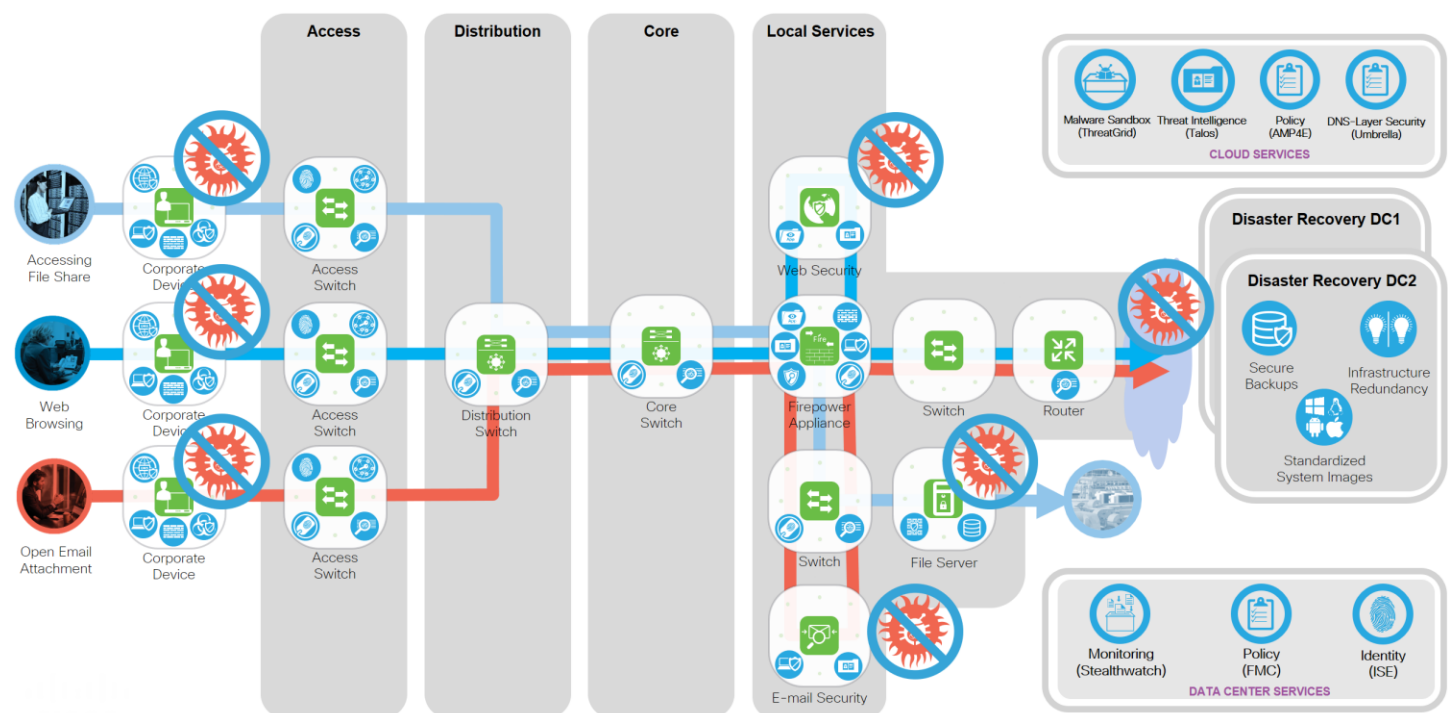 Access
Distribution
Core
Local Services
Malware Sandbox
(ThreatGrid)
Threat Intelligence
(Talos)
Policy
(AMP4E)
DNS-Layer Security
(Umbrella)
CLOUD SERVICES
Accessing
File Share
Corporate
Device
Access
Switch
Web Security
Disaster Recovery DC1
Disaster Recovery DC2
Secure
Backups
Infrastructure
Redundancy
Standardized
System Images
Web
Browsing
Corporate
Device
Access
Switch
Distribution
Switch
Core
Switch
Fire
Firepower
Appliance
Switch
Router
Open Email
Attachment
Corporate
Device
Access
Switch
Switch
File Server
E-mail Security
Monitoring
(Stealthwatch)
Policy
(FMC)
Identity
(ISE)
DATA CENTER SERVICES